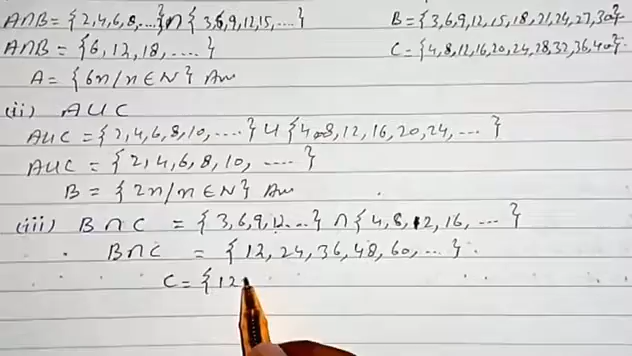 A∩B = {2,4,6,8,....} ∩ {3,6,9,12,15,....}
B = {3,6,9,12,15,18,21,24,27,30}
A∩B = {6,12,18,....}
C = {4,8,12,16,20,24,28,32,36,40}
A = {6n/n∈N} Ans
(ii) A∪C
A∪C = {2,4,6,8,10,....} ∪ {4,8,12,16,20,24,...}
A∪C = {2,4,6,8,10,....}
B = {2n/n∈N} Ans
(iii) B∩C = {3,6,9,12....} ∩ {4,8,12,16,...}
B∩C = {12,24,36,48,60,...}
C = {12